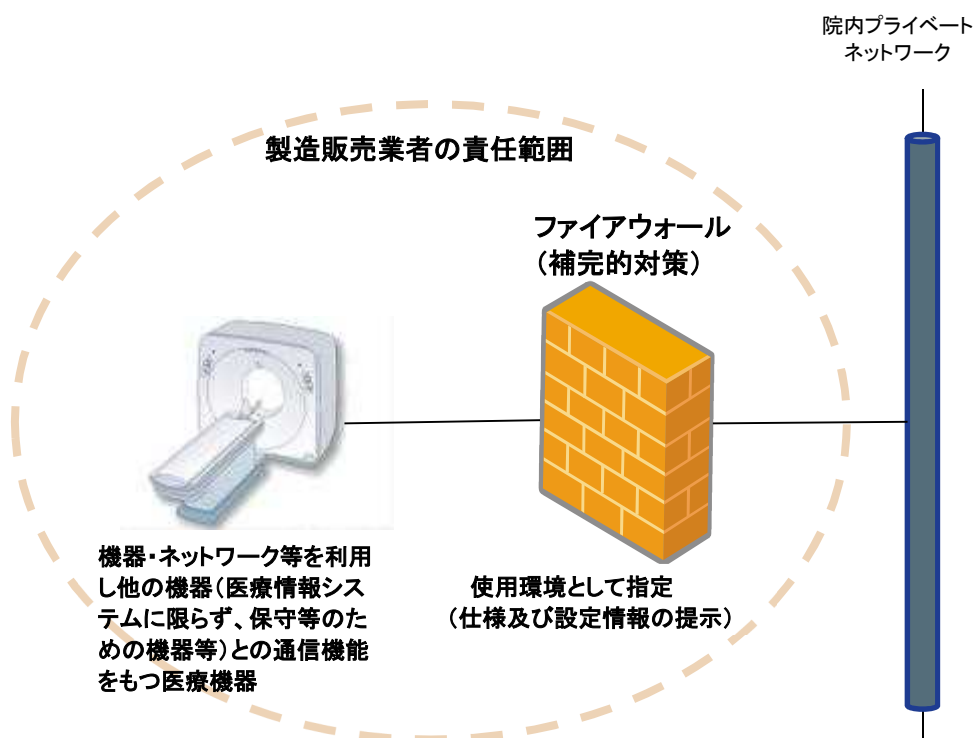 院内プライベート
ネットワーク
製造販売業者の責任範囲
ファイアウォール
（補完的対策）
機器・ネットワーク等を利用
し他の機器（医療情報シス
テムに限らず、保守等のた
めの機器等）との通信機能
をもつ医療機器
使用環境として指定
（仕様及び設定情報の提示）